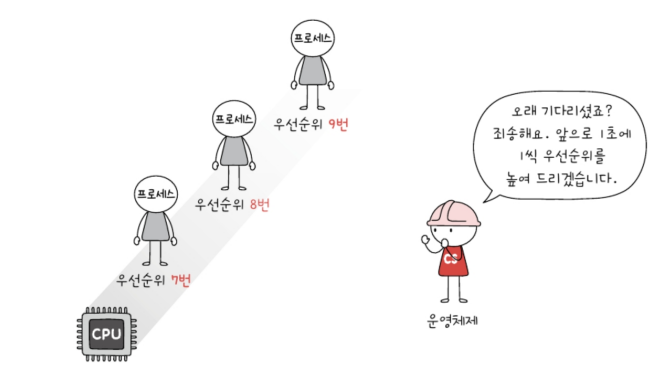 프로세스
우선순위 9번
프로세스
우선순위 8번
프로세스
우선순위 7번
CPU
오래 기다리셨죠?
죄송해요. 앞으로 1초에
1씩 우선순위를
높여 드리겠습니다.
CS
운영체제